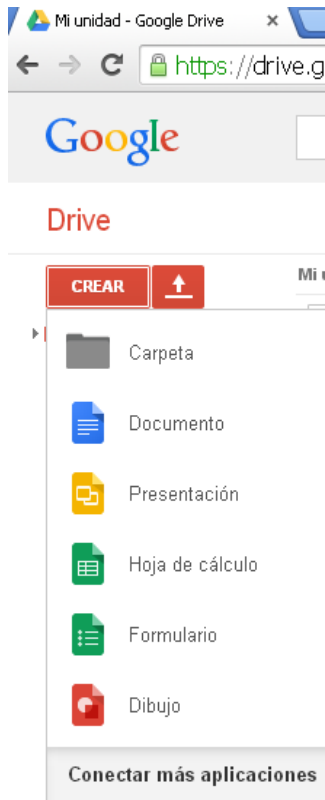 Mi unidad - Google Drive
https://drive.g
Google
Drive
CREAR
Mi
Carpeta
Documento
Presentación
Hoja de cálculo
Formulario
Dibujo
Conectar más aplicaciones